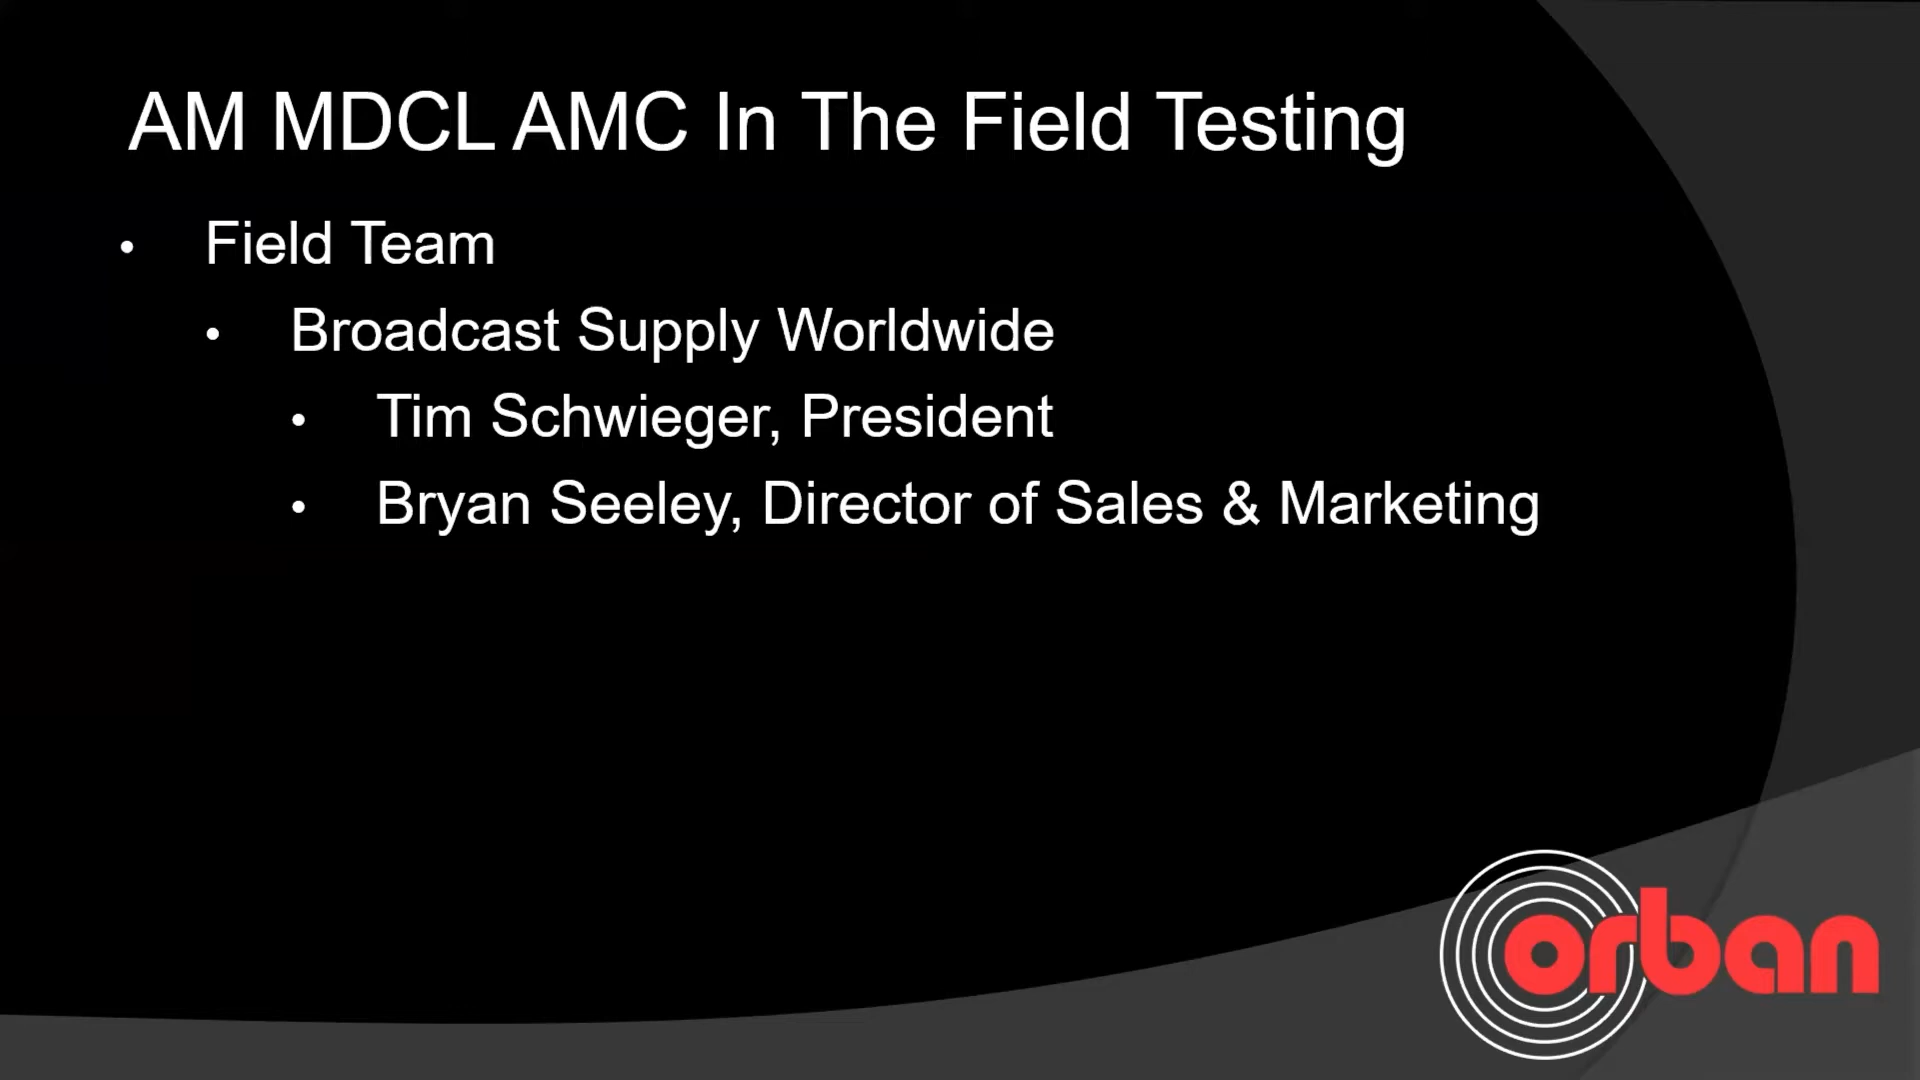 AM MDCL AMC In The Field Testing
• Field Team
• Broadcast Supply Worldwide
• Tim Schwieger, President
• Bryan Seeley, Director of Sales & Marketing
orban